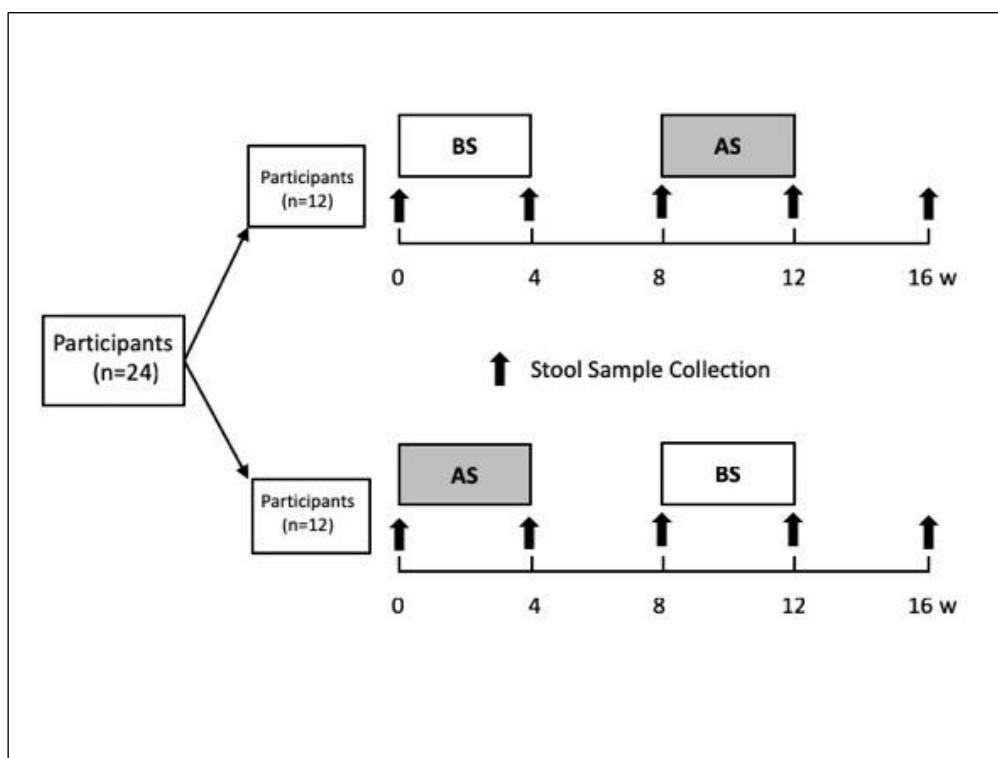 BS
AS
Participants
(n=12)
0 4 8 12 16 w
Participants
(n=24)
Stool Sample Collection
AS
BS
Participants
(n=12)
0 4 8 12 16 w